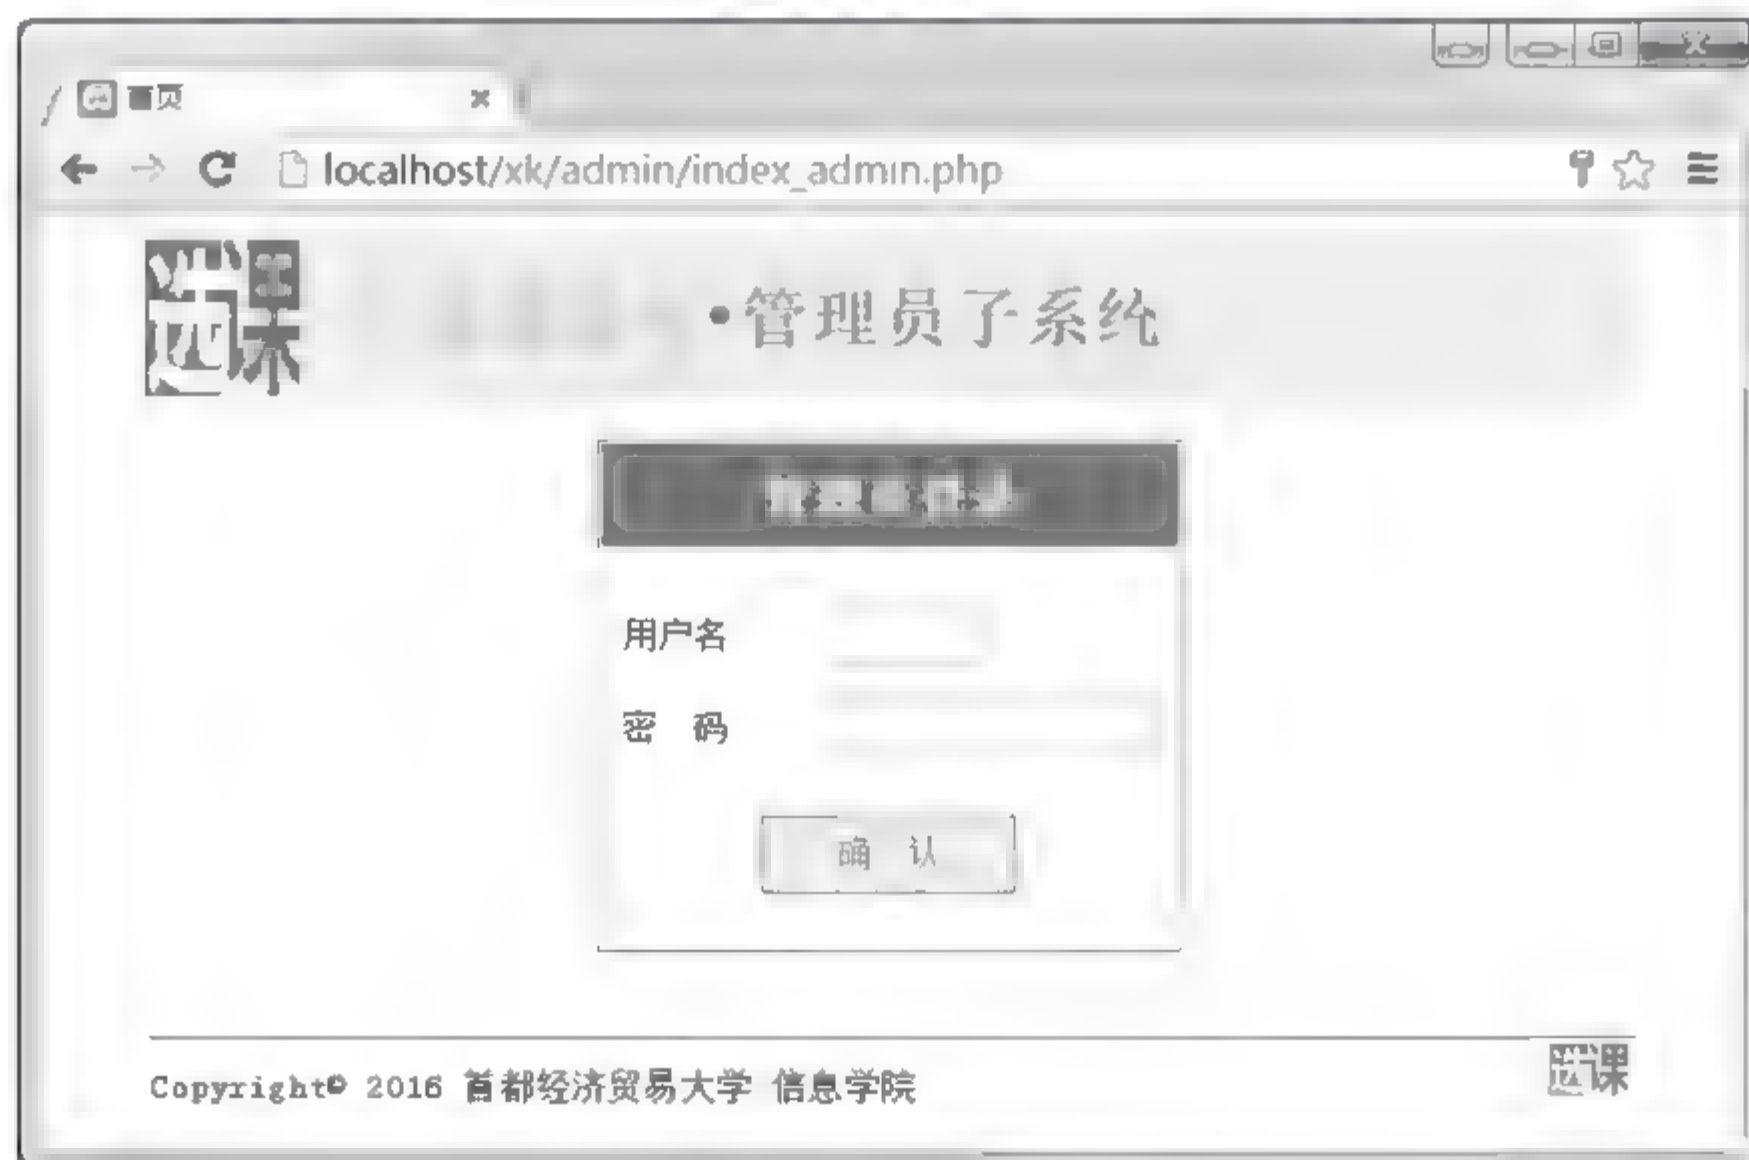 首页
localhost/xk/admin/index_admin.php
选课
•管理员子系统
用户名
密 码
确 认
Copyright© 2016 首都经济贸易大学 信息学院
选课